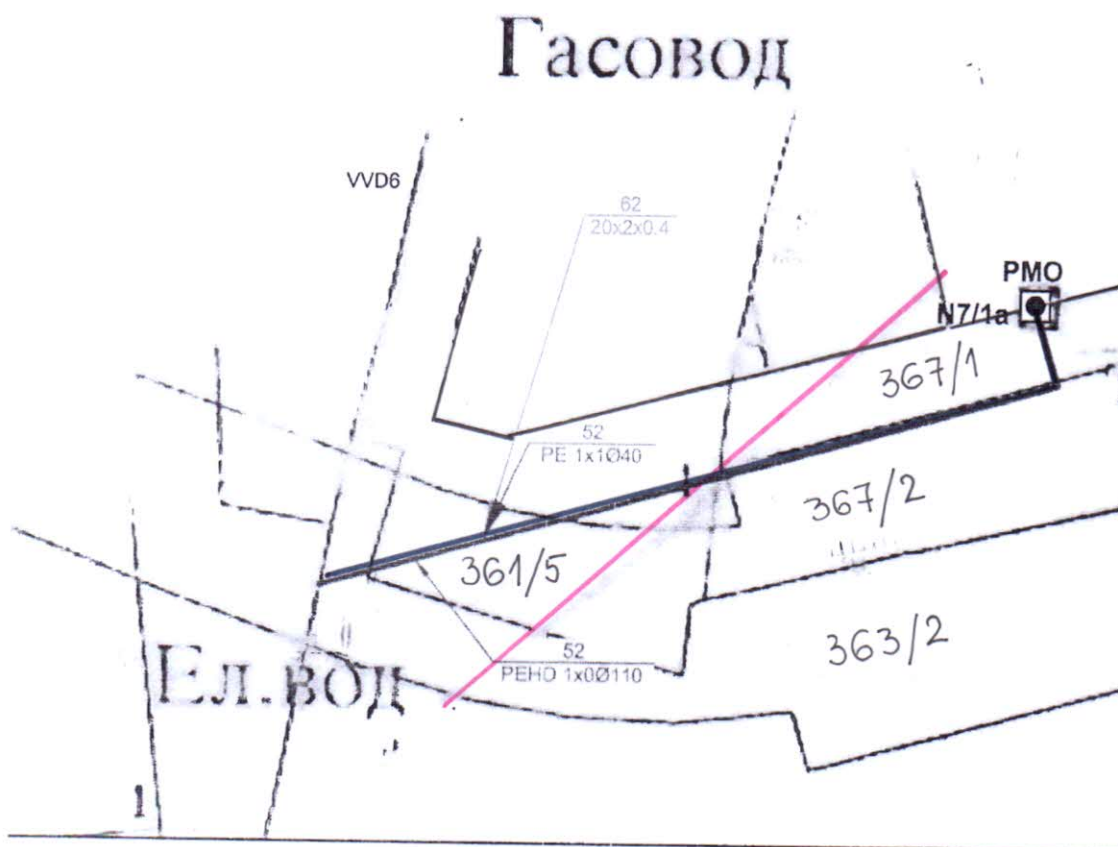 Гасовод
VVD6
62
20x2x0.4
PMO
N7/1a
367/1
52
PE 1x1Ø40
367/2
361/5
363/2
52
PEHD 1x0Ø110
Ел.вод
1